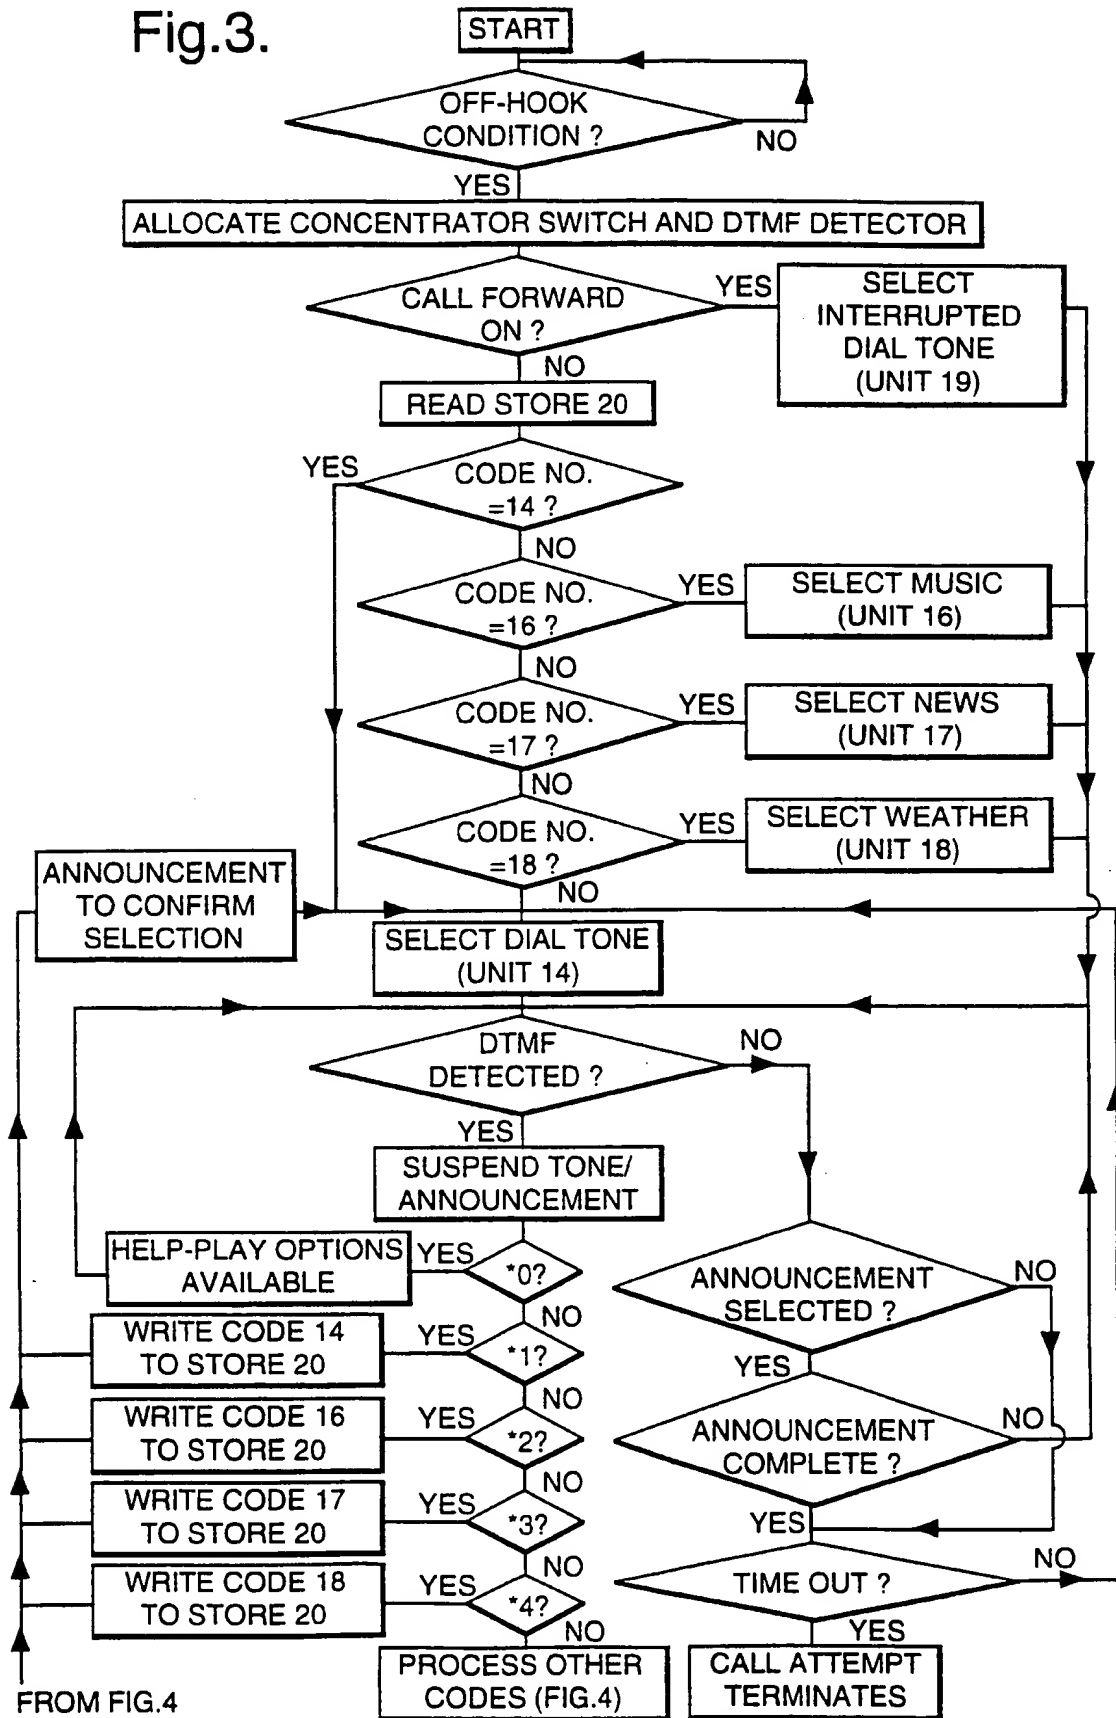 Fig.3.
START
OFF-HOOK
CONDITION ?
NO
YES
ALLOCATE CONCENTRATOR SWITCH AND DTMF DETECTOR
CALL FORWARD
ON ?
YES
SELECT
INTERRUPTED
DIAL TONE
(UNIT 19)
NO
READ STORE 20
YES
CODE NO.
=14 ?
NO
CODE NO.
=16 ?
YES
SELECT MUSIC
(UNIT 16)
NO
CODE NO.
=17 ?
YES
SELECT NEWS
(UNIT 17)
NO
CODE NO.
=18 ?
YES
SELECT WEATHER
(UNIT 18)
NO
ANNOUNCEMENT
TO CONFIRM
SELECTION
SELECT DIAL TONE
(UNIT 14)
DTMF
DETECTED ?
NO
YES
SUSPEND TONE/
ANNOUNCEMENT
HELP-PLAY OPTIONS
AVAILABLE
YES
*0?
NO
WRITE CODE 14
TO STORE 20
YES
*1?
NO
WRITE CODE 16
TO STORE 20
YES
*2?
NO
WRITE CODE 17
TO STORE 20
YES
*3?
NO
WRITE CODE 18
TO STORE 20
YES
*4?
NO
PROCESS OTHER
CODES (FIG.4)
FROM FIG.4
ANNOUNCEMENT
SELECTED ?
NO
YES
ANNOUNCEMENT
COMPLETE ?
NO
YES
TIME OUT ?
NO
YES
CALL ATTEMPT
TERMINATES